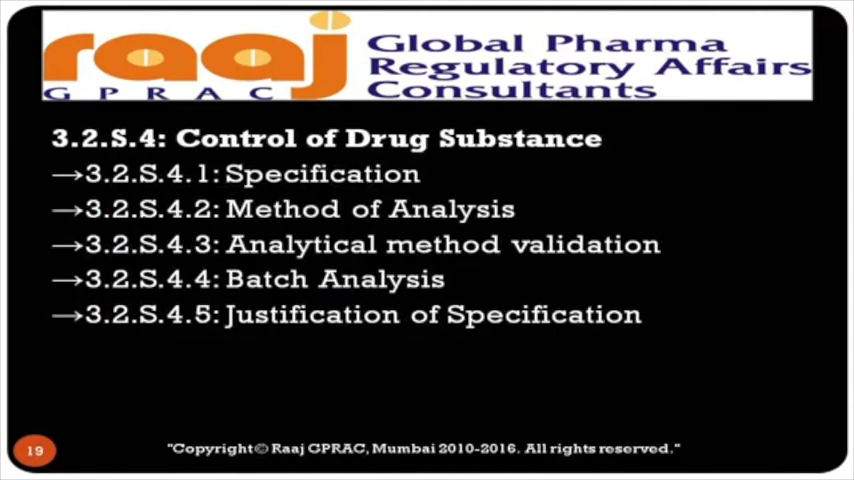 raaj
GPRAC
Global Pharma
Regulatory Affairs
Consultants
3.2.S.4: Control of Drug Substance
→3.2.S.4.1: Specification
→3.2.S.4.2: Method of Analysis
→3.2.S.4.3: Analytical method validation
→3.2.S.4.4: Batch Analysis
→3.2.S.4.5: Justification of Specification
19
"Copyright© Raaj GPRAC, Mumbai 2010-2016. All rights reserved."